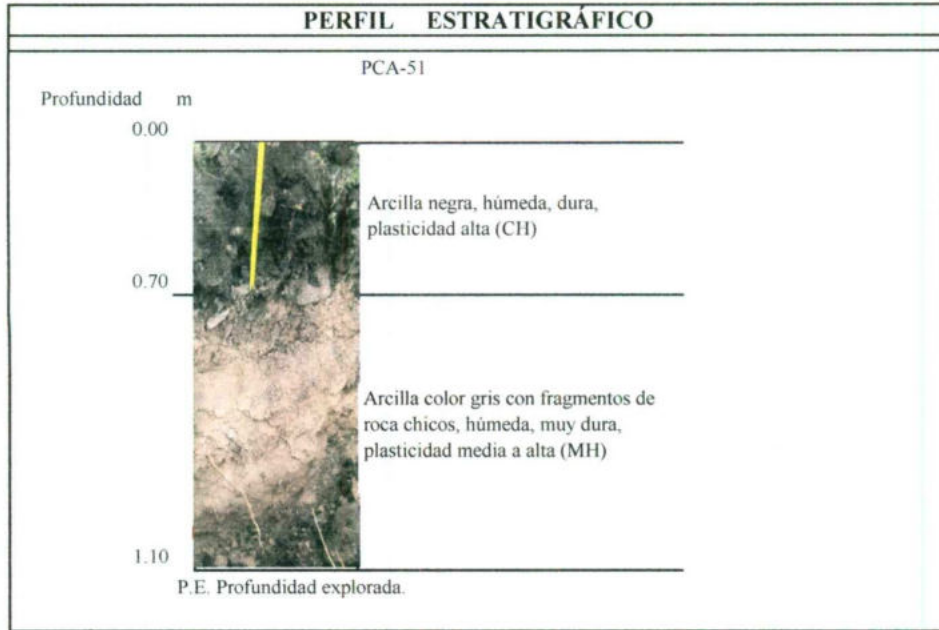 PERFIL ESTRATIGRÁFICO
PCA-51
Profundidad m
0.00
Arcilla negra, húmeda, dura,
plasticidad alta (CH)
0.70
Arcilla color gris con fragmentos de
roca chicos, húmeda, muy dura,
plasticidad media a alta (MH)
1.10
P.E. Profundidad explorada.